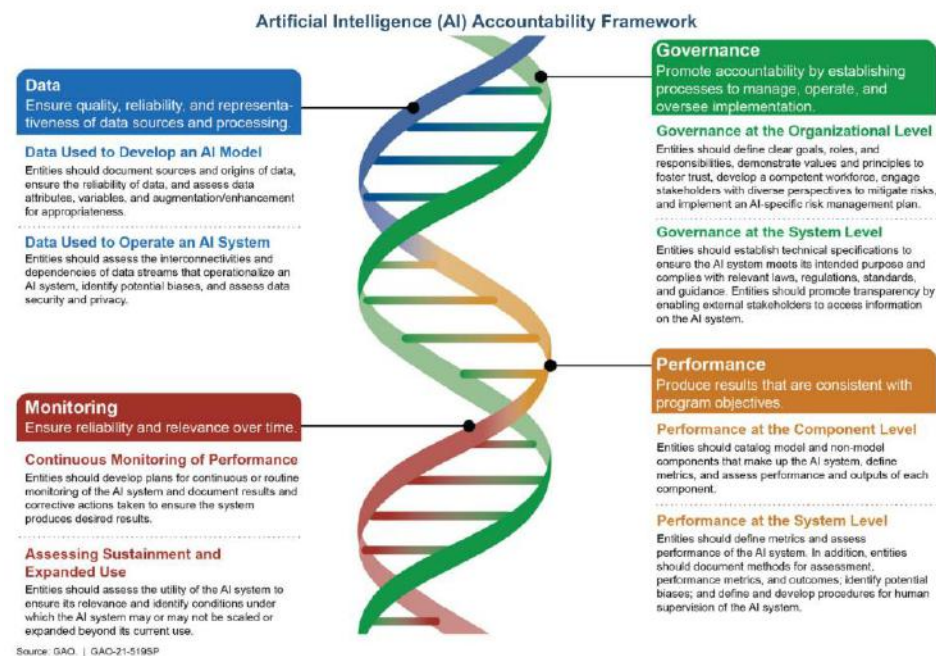 Artificial Intelligence (AI) Accountability Framework
Data
Ensure quality, reliability, and representa-
tiveness of data sources and processing.
Data Used to Develop an AI Model
Entities should document sources and origins of data,
ensure the reliability of data, and assess data
attributes, variables, and augmentation/enhancement
for appropriateness.
Data Used to Operate an AI System
Entities should assess the interconnectivities and
dependencies of data streams that operationalize an
AI system, identify potential biases, and assess data
security and privacy.
Monitoring
Ensure reliability and relevance over time.
Continuous Monitoring of Performance
Entities should develop plans for continuous or routine
monitoring of the AI system and document results and
corrective actions taken to ensure the system
produces desired results.
Assessing Sustainment and
Expanded Use
Entities should assess the utility of the AI system to
ensure its relevance and identify conditions under
which the AI system may or may not be scaled or
expanded beyond its current use.
Governance
Promote accountability by establishing
processes to manage, operate, and
oversee implementation.
Governance at the Organizational Level
Entities should define clear goals, roles, and
responsibilities, demonstrate values and principles to
foster trust, develop a competent workforce, engage
stakeholders with diverse perspectives to mitigate risks,
and implement an AI-specific risk management plan.
Governance at the System Level
Entities should establish technical specifications to
ensure the AI system meets its intended purpose and
complies with relevant laws, regulations, standards,
and guidance. Entities should promote transparency by
enabling external stakeholders to access information
on the AI system.
Performance
Produce results that are consistent with
program objectives.
Performance at the Component Level
Entities should catalog model and non-model
components that make up the AI system, define
metrics, and assess performance and outputs of each
component.
Performance at the System Level
Entities should define metrics and assess
performance of the AI system. In addition, entities
should document methods for assessment,
performance metrics, and outcomes; identify potential
biases; and define and develop procedures for human
supervision of the AI system.
Source: GAO. | GAO-21-519SP